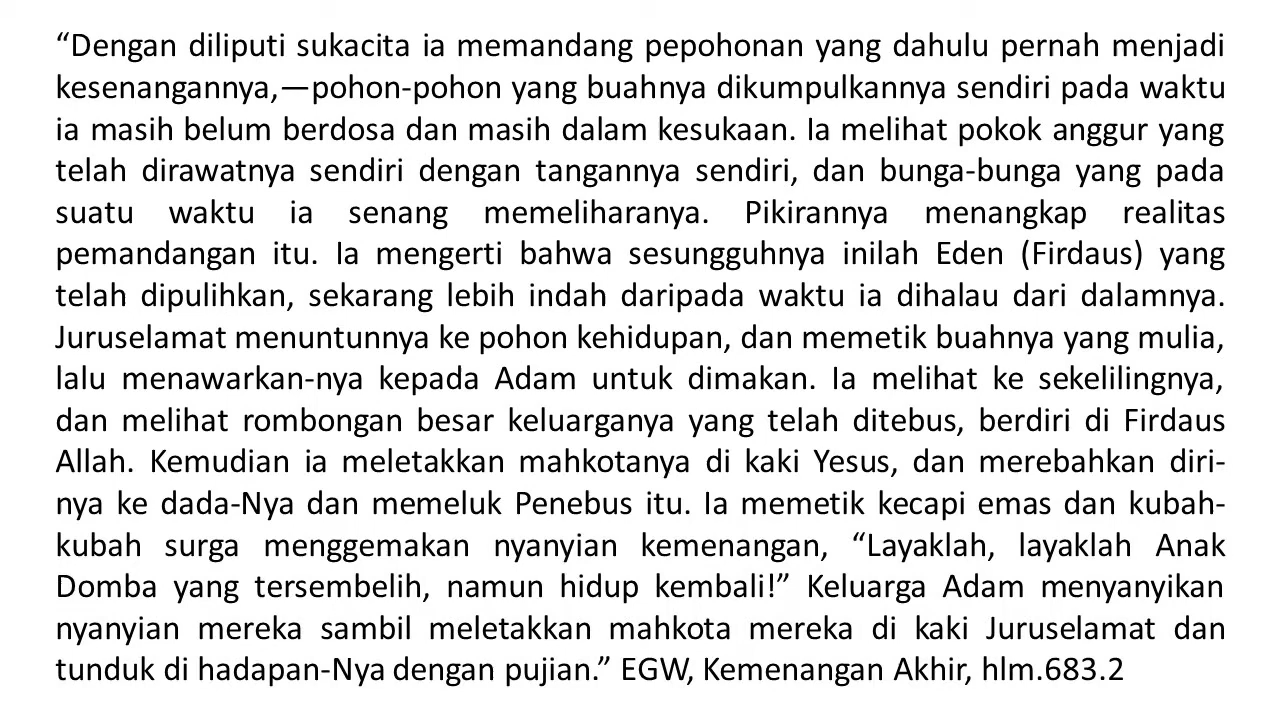 “Dengan diliputi sukacita ia memandang pepohonan yang dahulu pernah menjadi
kesenangannya,—pohon-pohon yang buahnya dikumpulkannya sendiri pada waktu
ia masih belum berdosa dan masih dalam kesukaan. Ia melihat pokok anggur yang
telah dirawatnya sendiri dengan tangannya sendiri, dan bunga-bunga yang pada
suatu waktu ia senang memeliharanya. Pikirannya menangkap realitas
pemandangan itu. Ia mengerti bahwa sesungguhnya inilah Eden (Firdaus) yang
telah dipulihkan, sekarang lebih indah daripada waktu ia dihalau dari dalamnya.
Juruselamat menuntunnya ke pohon kehidupan, dan memetik buahnya yang mulia,
lalu menawarkan-nya kepada Adam untuk dimakan. Ia melihat ke sekelilingnya,
dan melihat rombongan besar keluarganya yang telah ditebus, berdiri di Firdaus
Allah. Kemudian ia meletakkan mahkotanya di kaki Yesus, dan merebahkan diri-
nya ke dada-Nya dan memeluk Penebus itu. Ia memetik kecapi emas dan kubah-
kubah surga menggemakan nyanyian kemenangan, “Layaklah, layaklah Anak
Domba yang tersembelih, namun hidup kembali!” Keluarga Adam menyanyikan
nyanyian mereka sambil meletakkan mahkota mereka di kaki Juruselamat dan
tunduk di hadapan-Nya dengan pujian.” EGW, Kemenangan Akhir, hlm.683.2